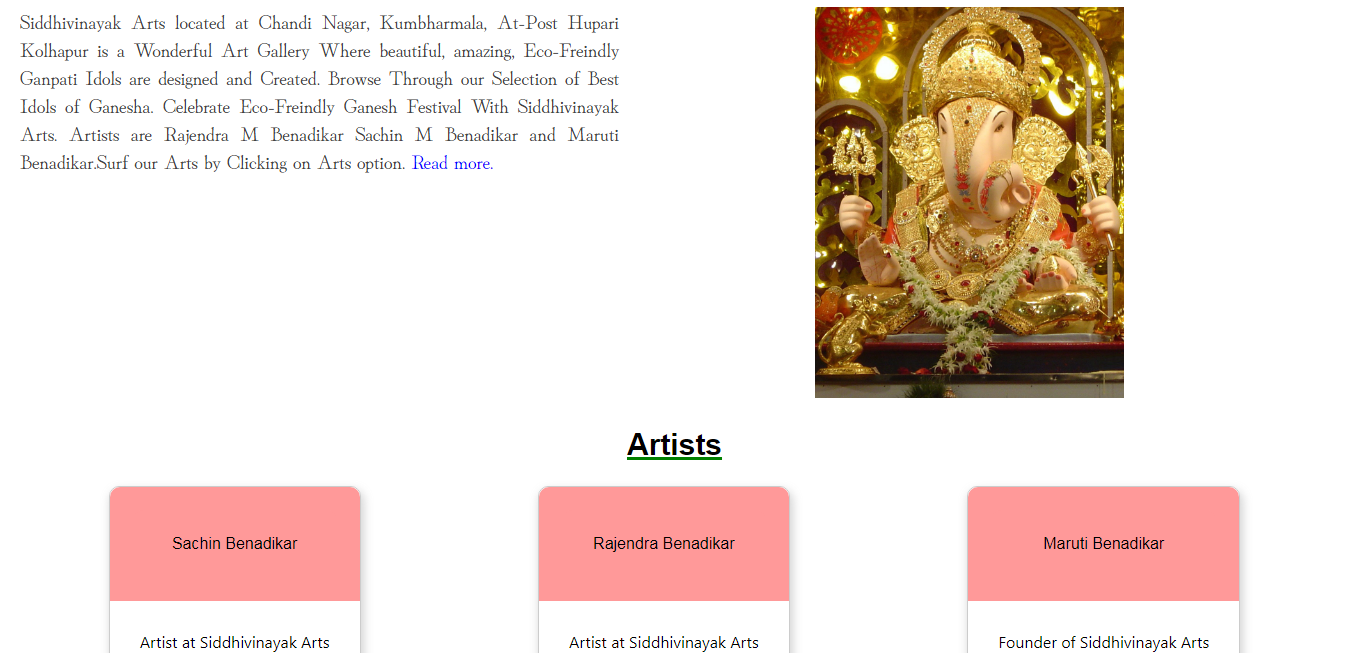 Siddhivinayak Arts located at Chandi Nagar, Kumbharmala, At-Post Hupari
Kolhapur is a Wonderful Art Gallery Where beautiful, amazing, Eco-Freindly
Ganpati Idols are designed and Created. Browse Through our Selection of Best
Idols of Ganesha. Celebrate Eco-Freindly Ganesh Festival With Siddhivinayak
Arts. Artists are Rajendra M Benadikar Sachin M Benadikar and Maruti
Benadikar.Surf our Arts by Clicking on Arts option. Read more.
Artists
Sachin Benadikar
Artist at Siddhivinayak Arts
Rajendra Benadikar
Artist at Siddhivinayak Arts
Maruti Benadikar
Founder of Siddhivinayak Arts